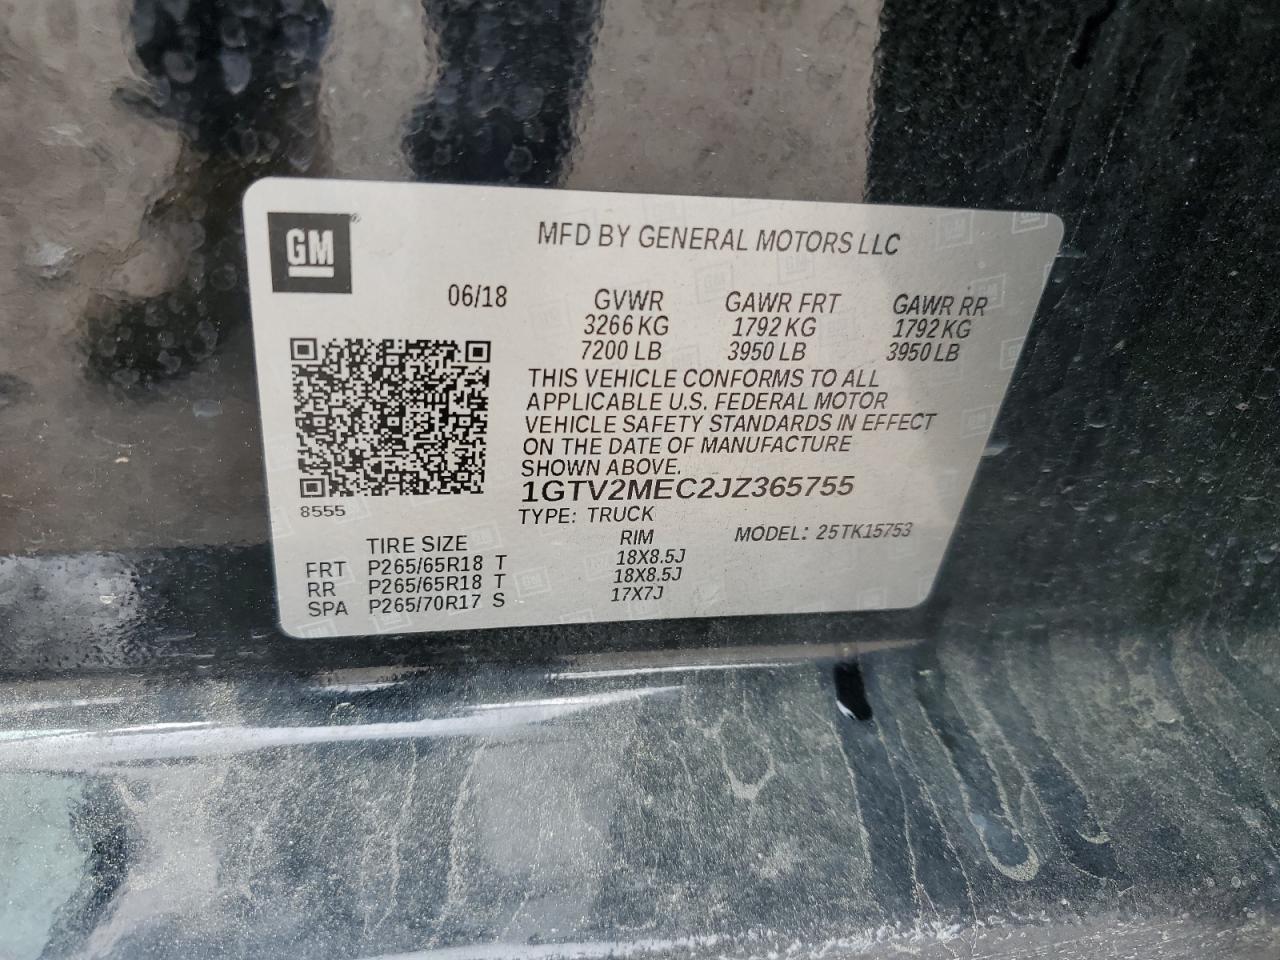 GM
MFD BY GENERAL MOTORS LLC
06/18
GVWR GAWR FRT GAWR RR
3266 KG 1792 KG 1792 KG
7200 LB 3950 LB 3950 LB
THIS VEHICLE CONFORMS TO ALL
APPLICABLE U.S. FEDERAL MOTOR
VEHICLE SAFETY STANDARDS IN EFFECT
ON THE DATE OF MANUFACTURE
SHOWN ABOVE.
1GTV2MEC2JZ365755
8555
TYPE: TRUCK
MODEL: 25TK15753
TIRE SIZE RIM
FRT P265/65R18 T 18X8.5J
RR P265/65R18 T 18X8.5J
SPA P265/70R17 S 17X7J